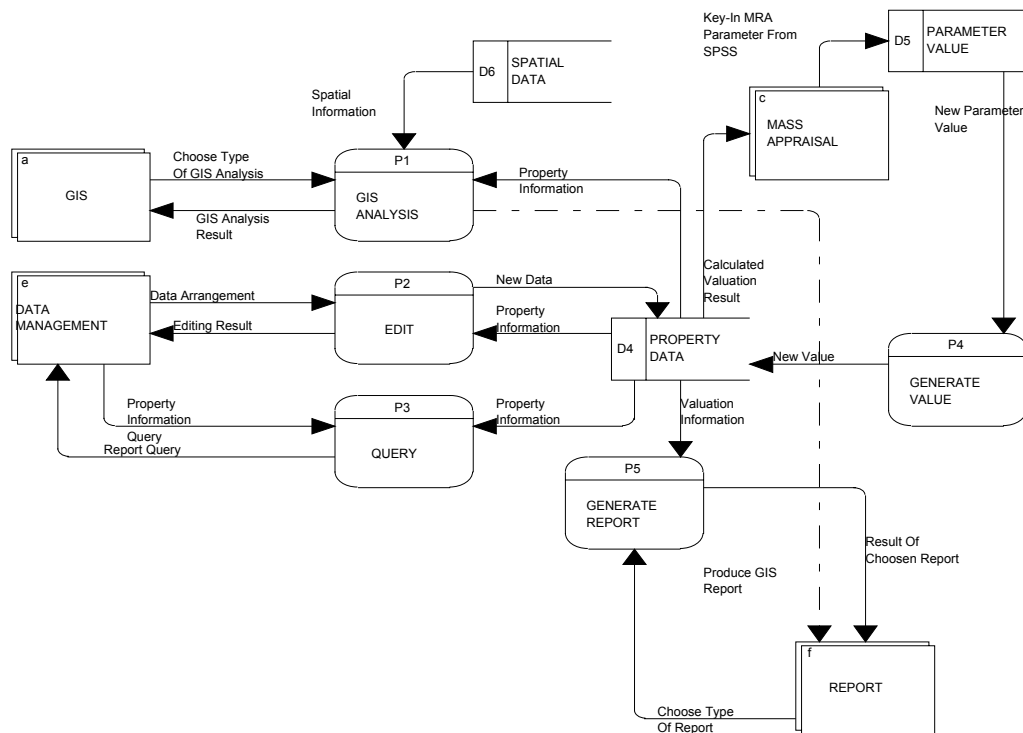 Key-In MRA
Parameter From
SPSS
D5
PARAMETER
VALUE
D6
SPATIAL
DATA
Spatial
Information
c
MASS
APPRAISAL
New Parameter
Value
a
GIS
Choose Type
Of GIS Analysis
GIS Analysis
Result
P1
GIS
ANALYSIS
Property
Information
Calculated
Valuation
Result
e
DATA
MANAGEMENT
Data Arrangement
Editing Result
P2
EDIT
New Data
Property
Information
D4
PROPERTY
DATA
New Value
P4
GENERATE
VALUE
Property
Information
Query
Report Query
P3
QUERY
Property
Information
Valuation
Information
P5
GENERATE
REPORT
Result Of
Choosen Report
Produce GIS
Report
f
REPORT
Choose Type
Of Report